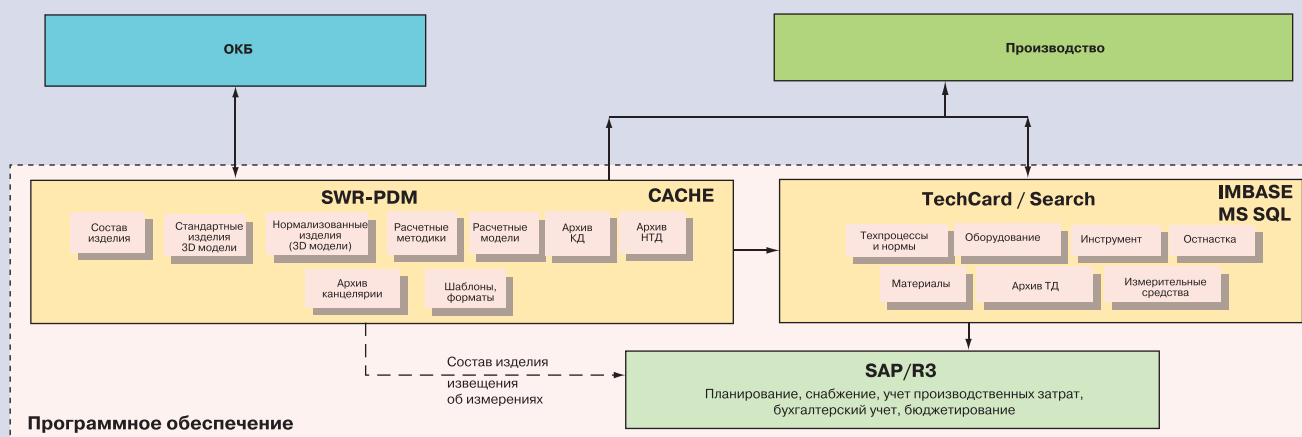 ОКБ
Производство
SWR-PDM
CACHE
Состав
изделия
Стандартные
изделия
3D модели
Нормализованные
изделия
(3D модели)
Расчетные
методики
Расчетные
модели
Архив
КД
Архив
НТД
Архив
канцелярии
Шаблоны,
форматы
TechCard / Search
IMBASE
MS SQL
Техпроцессы
и нормы
Оборудование
Инструмент
Остнастка
Материалы
Архив ТД
Измерительные
средства
Состав изделия
извещения
об измерениях
SAP/R3
Планирование, снабжение, учет производственных затрат,
бухгалтерский учет, бюджетирование
Программное обеспечение